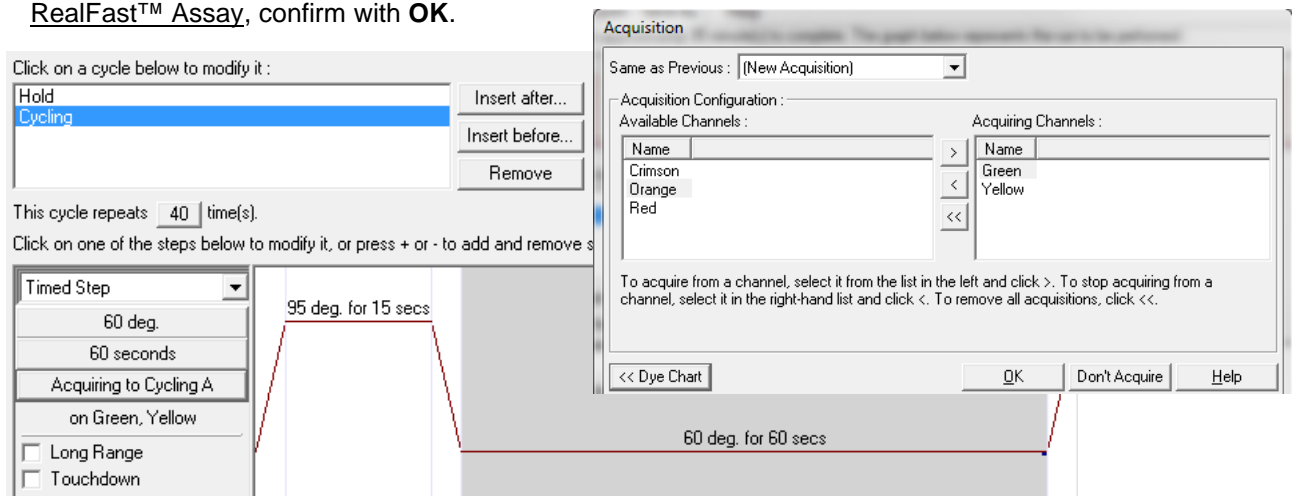 RealFast™ Assay, confirm with OK.
Click on a cycle below to modify it :
Hold
Cycling
Insert after...
Insert before...
Remove
This cycle repeats 40 time(s).
Click on one of the steps below to modify it, or press + or - to add and remove s
Timed Step
60 deg.
60 seconds
Acquiring to Cycling A
on Green, Yellow
Long Range
Touchdown
95 deg. for 15 secs
60 deg. for 60 secs
Acquisition
Same as Previous : (New Acquisition)
Acquisition Configuration :
Available Channels :
Name
Crimson
Orange
Red
>
<
<<
Acquiring Channels :
Name
Green
Yellow
To acquire from a channel, select it from the list in the left and click >. To stop acquiring from a
channel, select it in the right-hand list and click <. To remove all acquisitions, click <<.
<< Dye Chart
OK
Don't Acquire
Help